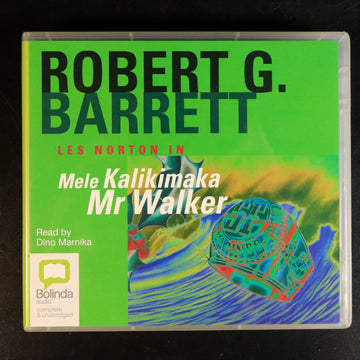 ROBERT G.
BARRETT
LES NORTON IN
Mele Kalikimaka
Mr Walker
Read by
Dino Marnika
Bolinda
audio
complete
& unabridged